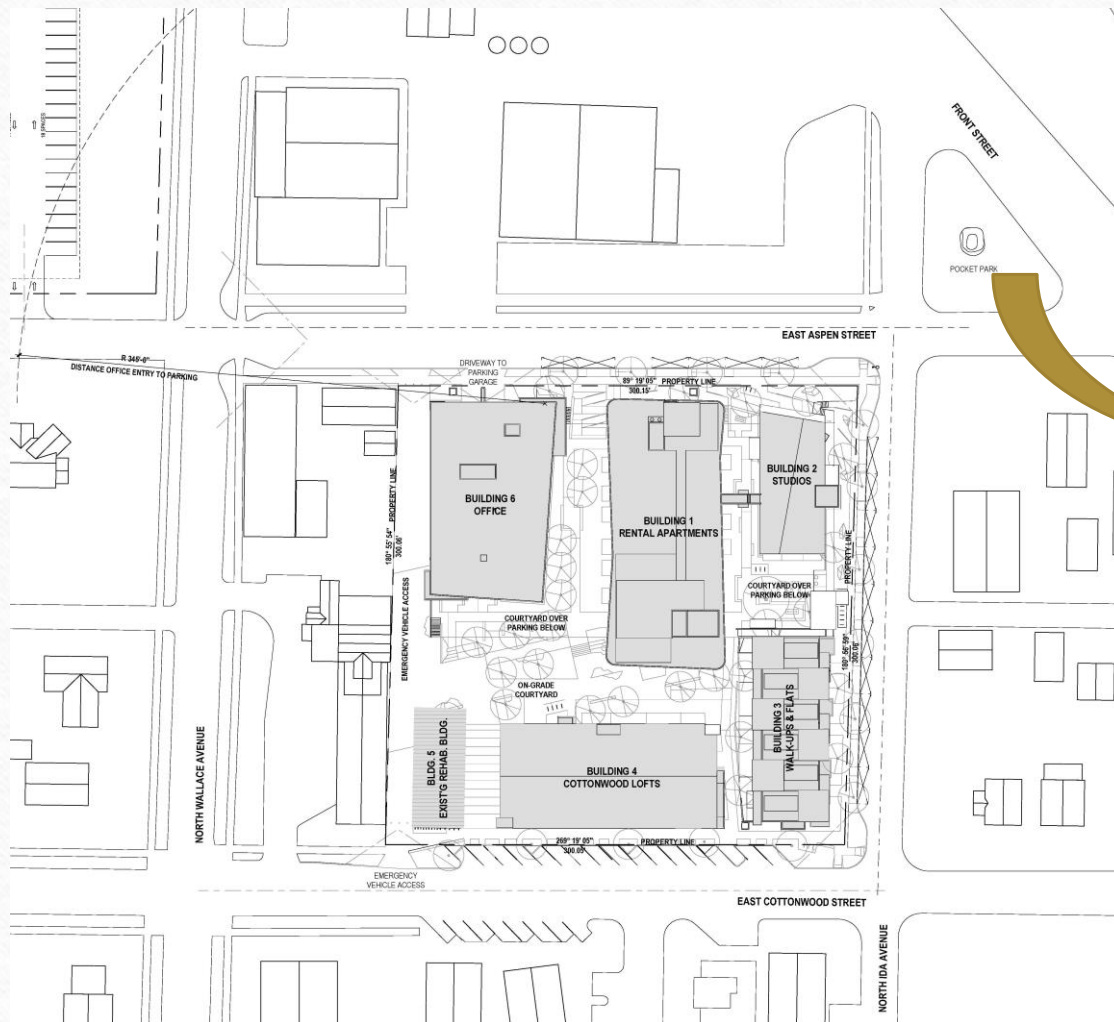 FRONT STREET
POCKET PARK
EAST ASPEN STREET
R 345'-0"
DISTANCE OFFICE ENTRY TO PARKING
DRIVEWAY TO
PARKING
GARAGE
89° 19' 05" PROPERTY LINE
300.15'
BUILDING 6
OFFICE
BUILDING 1
RENTAL APARTMENTS
BUILDING 2
STUDIOS
PROPERTY LINE
180° 55' 54"
300.06'
PROPERTY LINE
300.06'
EMERGENCY VEHICLE ACCESS
COURTYARD OVER
PARKING BELOW
COURTYARD OVER
PARKING BELOW
ON-GRADE
COURTYARD
BLDG. 5
EXIST'G REHAB. BLDG.
BUILDING 4
COTTONWOOD LOFTS
BUILDING 3
WALK-UPS & FLATS
269° 19' 05" PROPERTY LINE
300.05'
NORTH WALLACE AVENUE
EMERGENCY
VEHICLE ACCESS
EAST COTTONWOOD STREET
NORTH IDA AVENUE